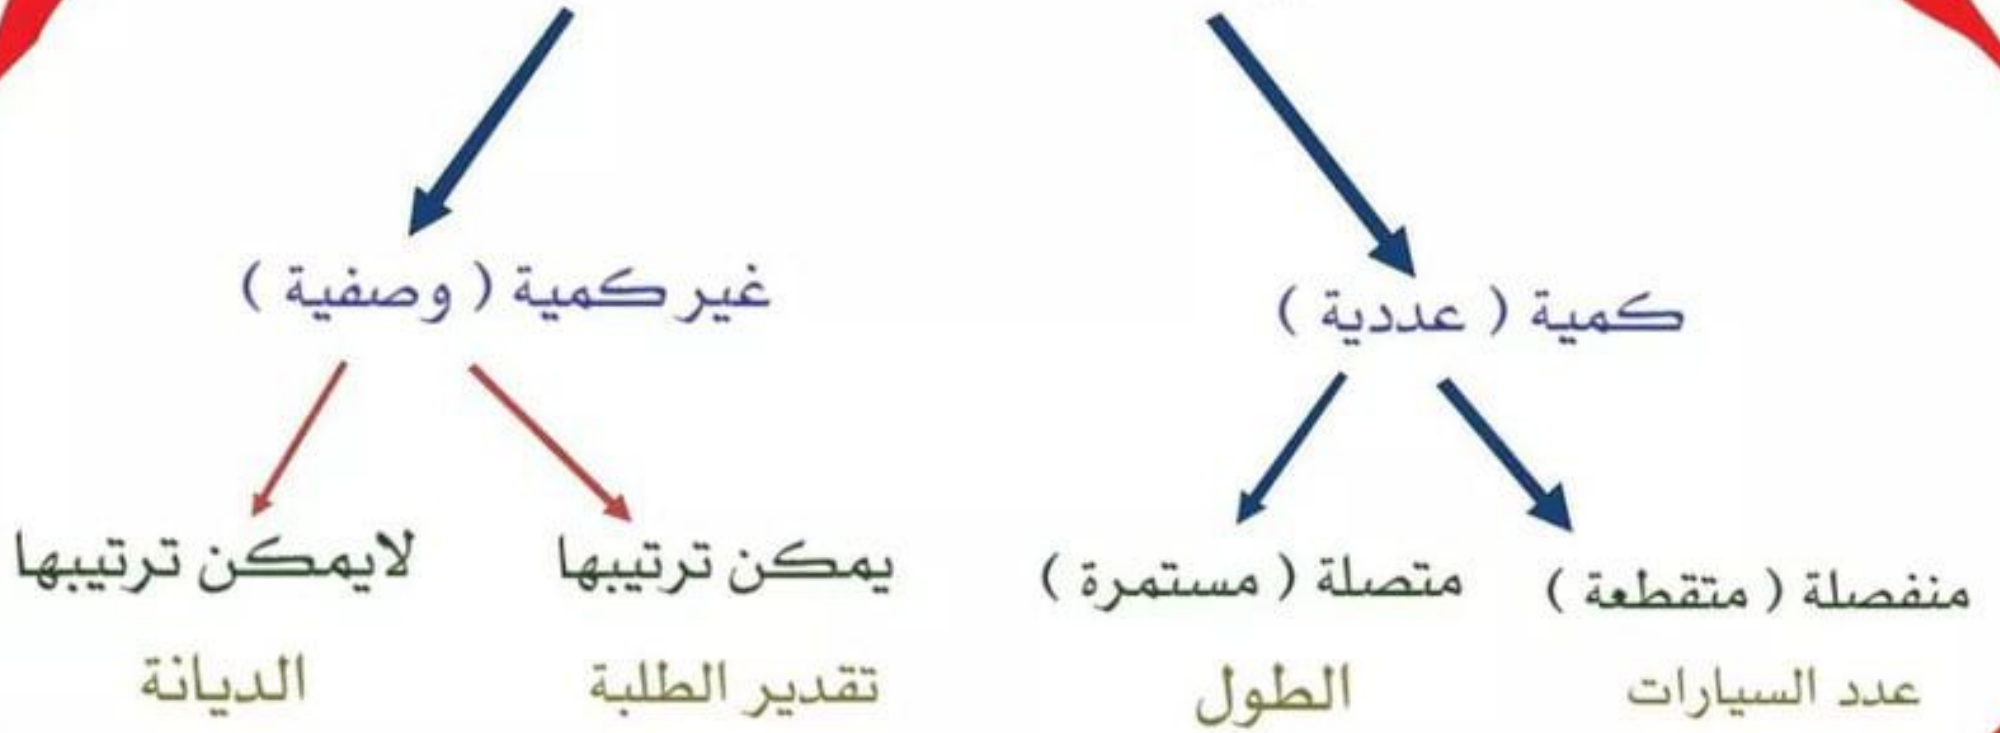 كمية ( عددية )
غير كمية ( وصفية )
منفصلة ( متقطعة )
متصلة ( مستمرة )
يمكن ترتيبها
لايمكن ترتيبها
عدد السيارات
الطول
تقدير الطلبة
الديانة